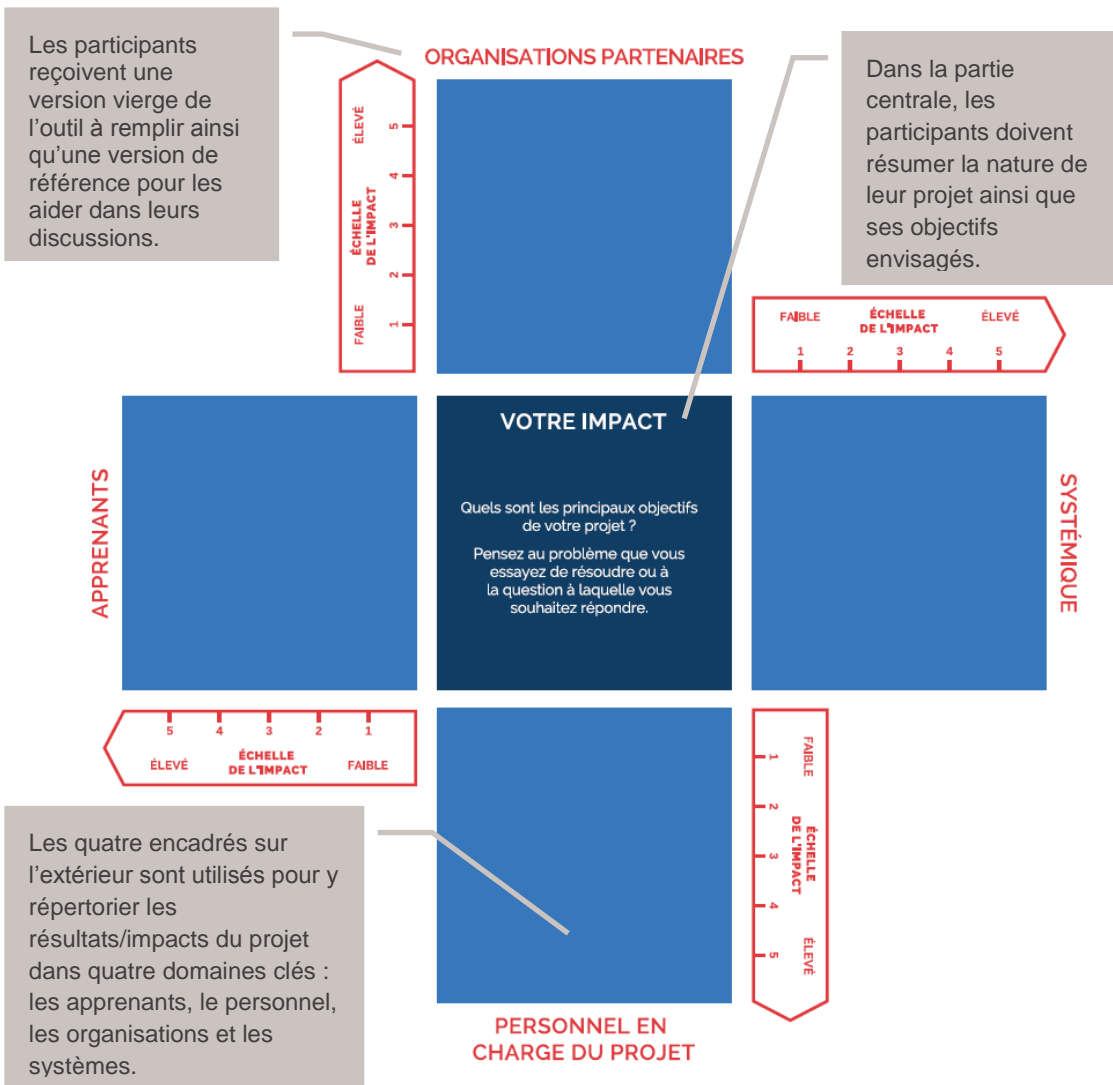 Les participants
reçoivent une
version vierge de
l’outil à remplir ainsi
qu’une version de
référence pour les
aider dans leurs
discussions.
ORGANISATIONS PARTENAIRES
Dans la partie
centrale, les
participants doivent
résumer la nature de
leur projet ainsi que
ses objectifs
envisagés.
FAIBLE ÉCHELLE DE L'IMPACT ÉLEVÉ
1 2 3 4 5
FAIBLE ÉCHELLE ÉLEVÉ
DE L'IMPACT
1 2 3 4 5
APPRENANTS
VOTRE IMPACT
Quels sont les principaux objectifs
de votre projet ?
Pensez au problème que vous
essayez de résoudre ou à
la question à laquelle vous
souhaitez répondre.
SYSTÉMIQUE
5 4 3 2 1
ÉLEVÉ ÉCHELLE FAIBLE
DE L'IMPACT
FAIBLE ÉCHELLE DE L'IMPACT ÉLEVÉ
1 2 3 4 5
Les quatre encadrés sur
l’extérieur sont utilisés pour y
répertorier les
résultats/impacts du projet
dans quatre domaines clés :
les apprenants, le personnel,
les organisations et les
systèmes.
PERSONNEL EN
CHARGE DU PROJET